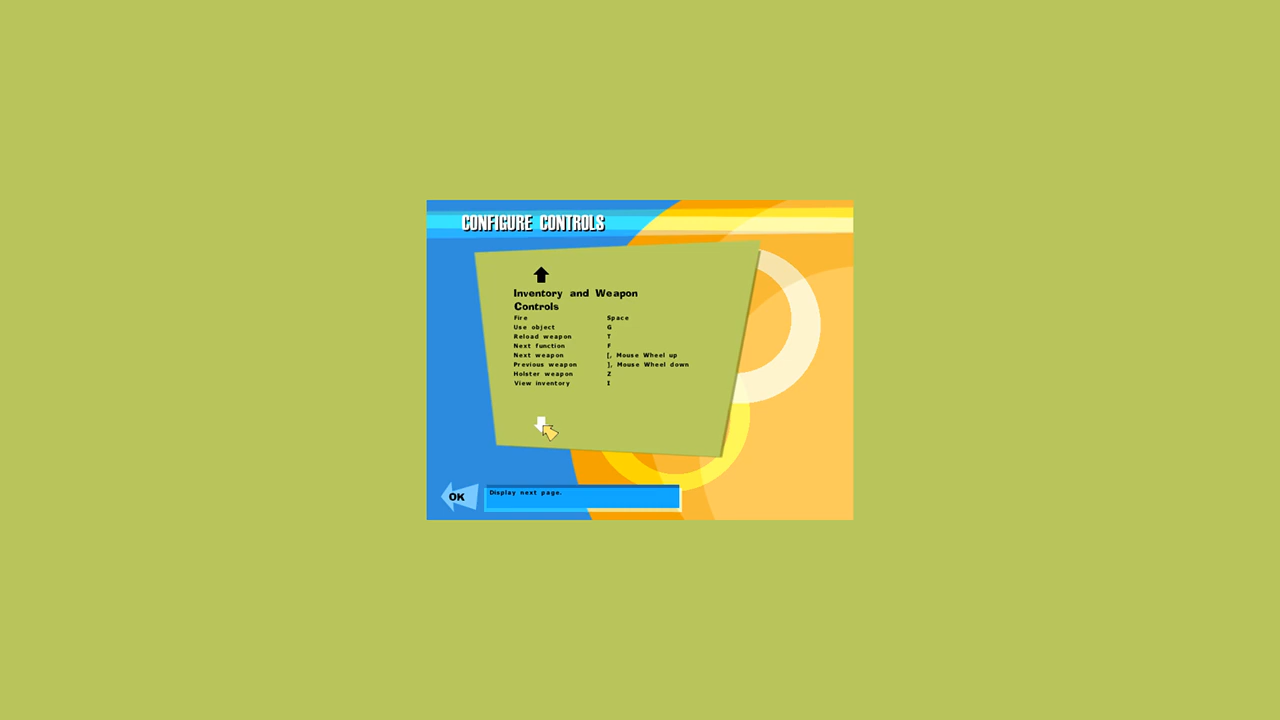 CONFIGURE CONTROLS
Inventory and Weapon
Controls
Fire Space
Use object G
Reload weapon T
Next function F
Next weapon [, Mouse Wheel up
Previous weapon ], Mouse Wheel down
Holster weapon Z
View inventory I
OK
Display next page.